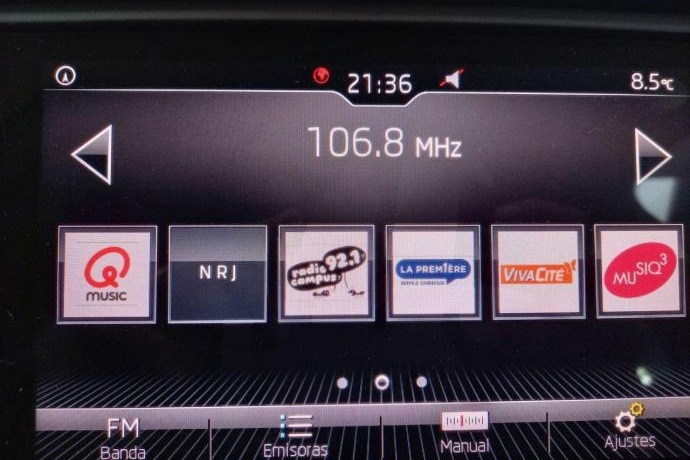 21:36
8.5℃
106.8 MHz
MUSIC
NRJ
radio 92.1
campus
LA PREMIÈRE
VIVACITÉ
MUSIQ3
FM
Banda
Emisoras
Manual
Ajustes